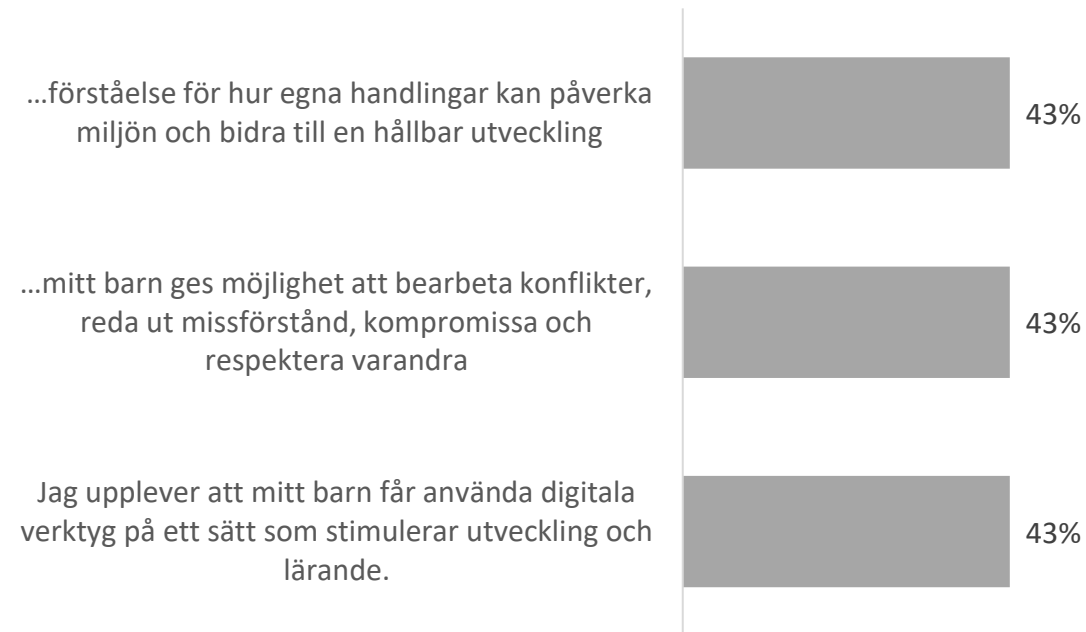 …förståelse för hur egna handlingar kan påverka
miljön och bidra till en hållbar utveckling
43%
…mitt barn ges möjlighet att bearbeta konflikter,
reda ut missförstånd, kompromissa och
respektera varandra
43%
Jag upplever att mitt barn får använda digitala
verktyg på ett sätt som stimulerar utveckling och
lärande.
43%